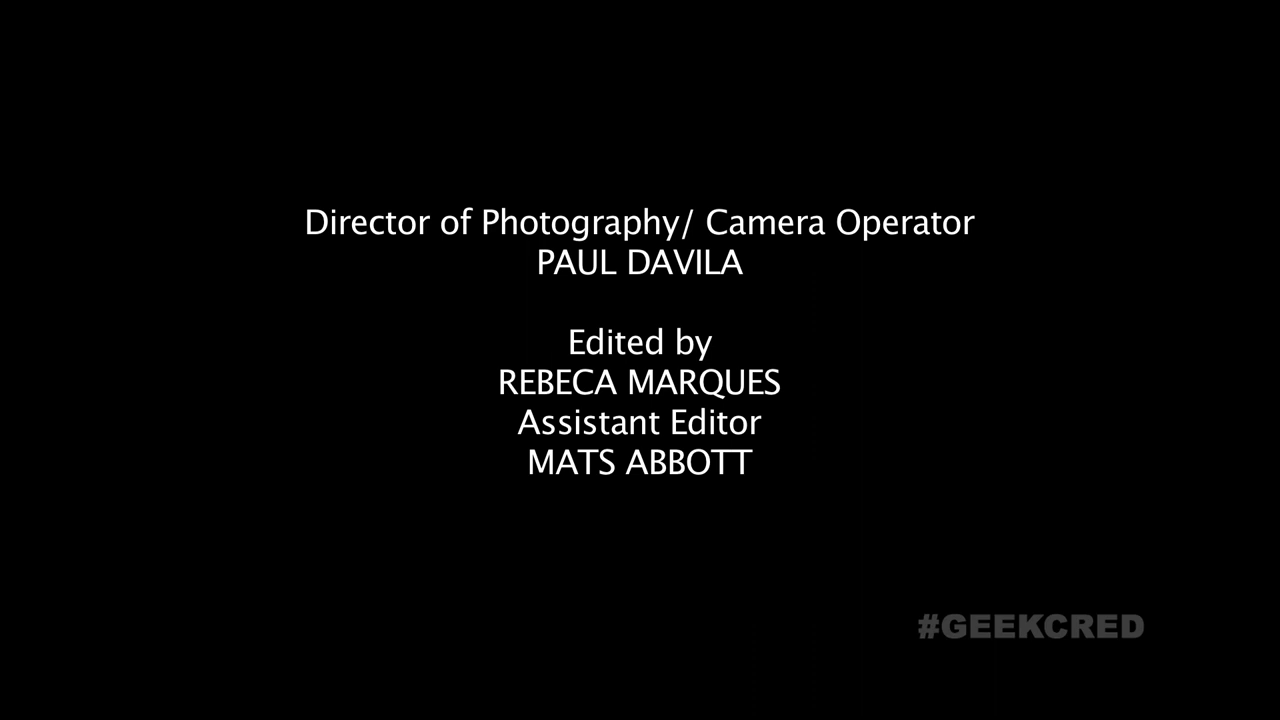 Director of Photography/ Camera Operator
PAUL DAVILA
Edited by
REBECA MARQUES
Assistant Editor
MATS ABBOTT
#GEEKCRED